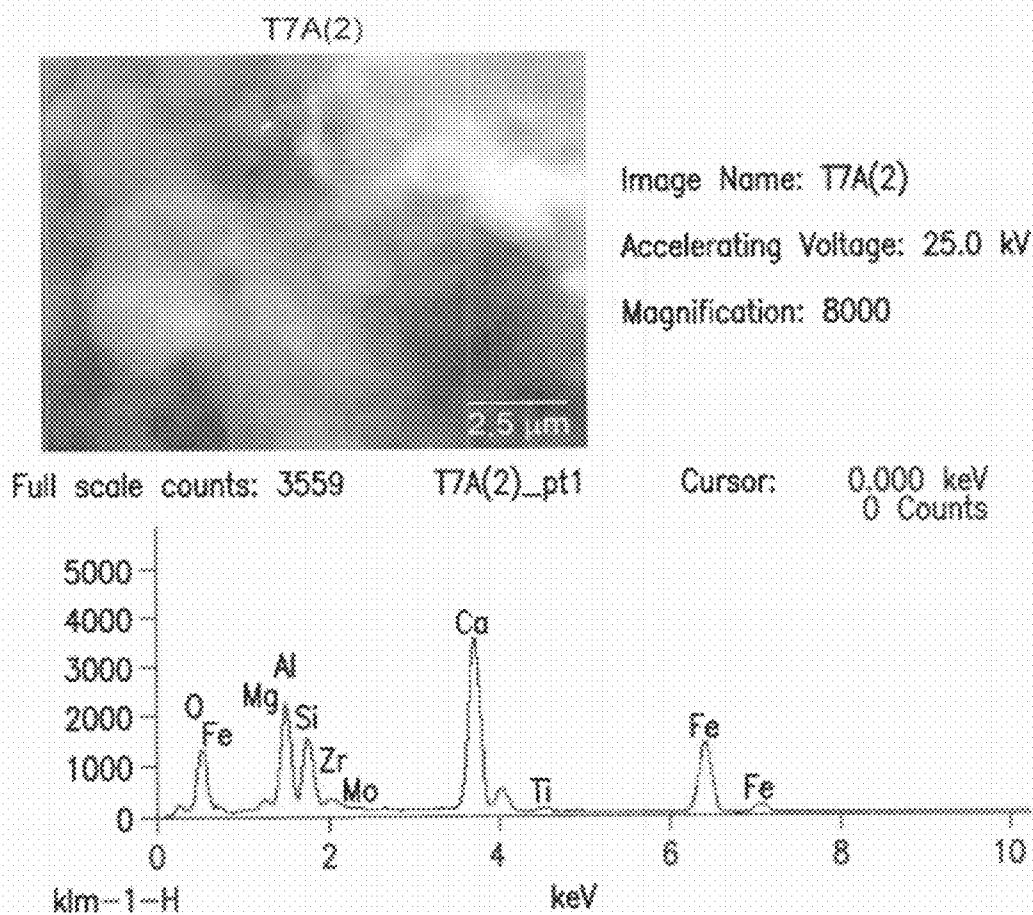 T7A(2)
Image Name: T7A(2)
Accelerating Voltage: 25.0 kV
Magnification: 8000
2.5 μm
Full scale counts: 3559 T7A(2)_pt1 Cursor: 0.000 keV
0 Counts
5000
4000
3000
2000
1000
0
O
Fe
Mg
Al
Si
Zr
Mo
Ca
Ti
Fe
Fe
0 2 4 6 8 10
klm-1-H keV